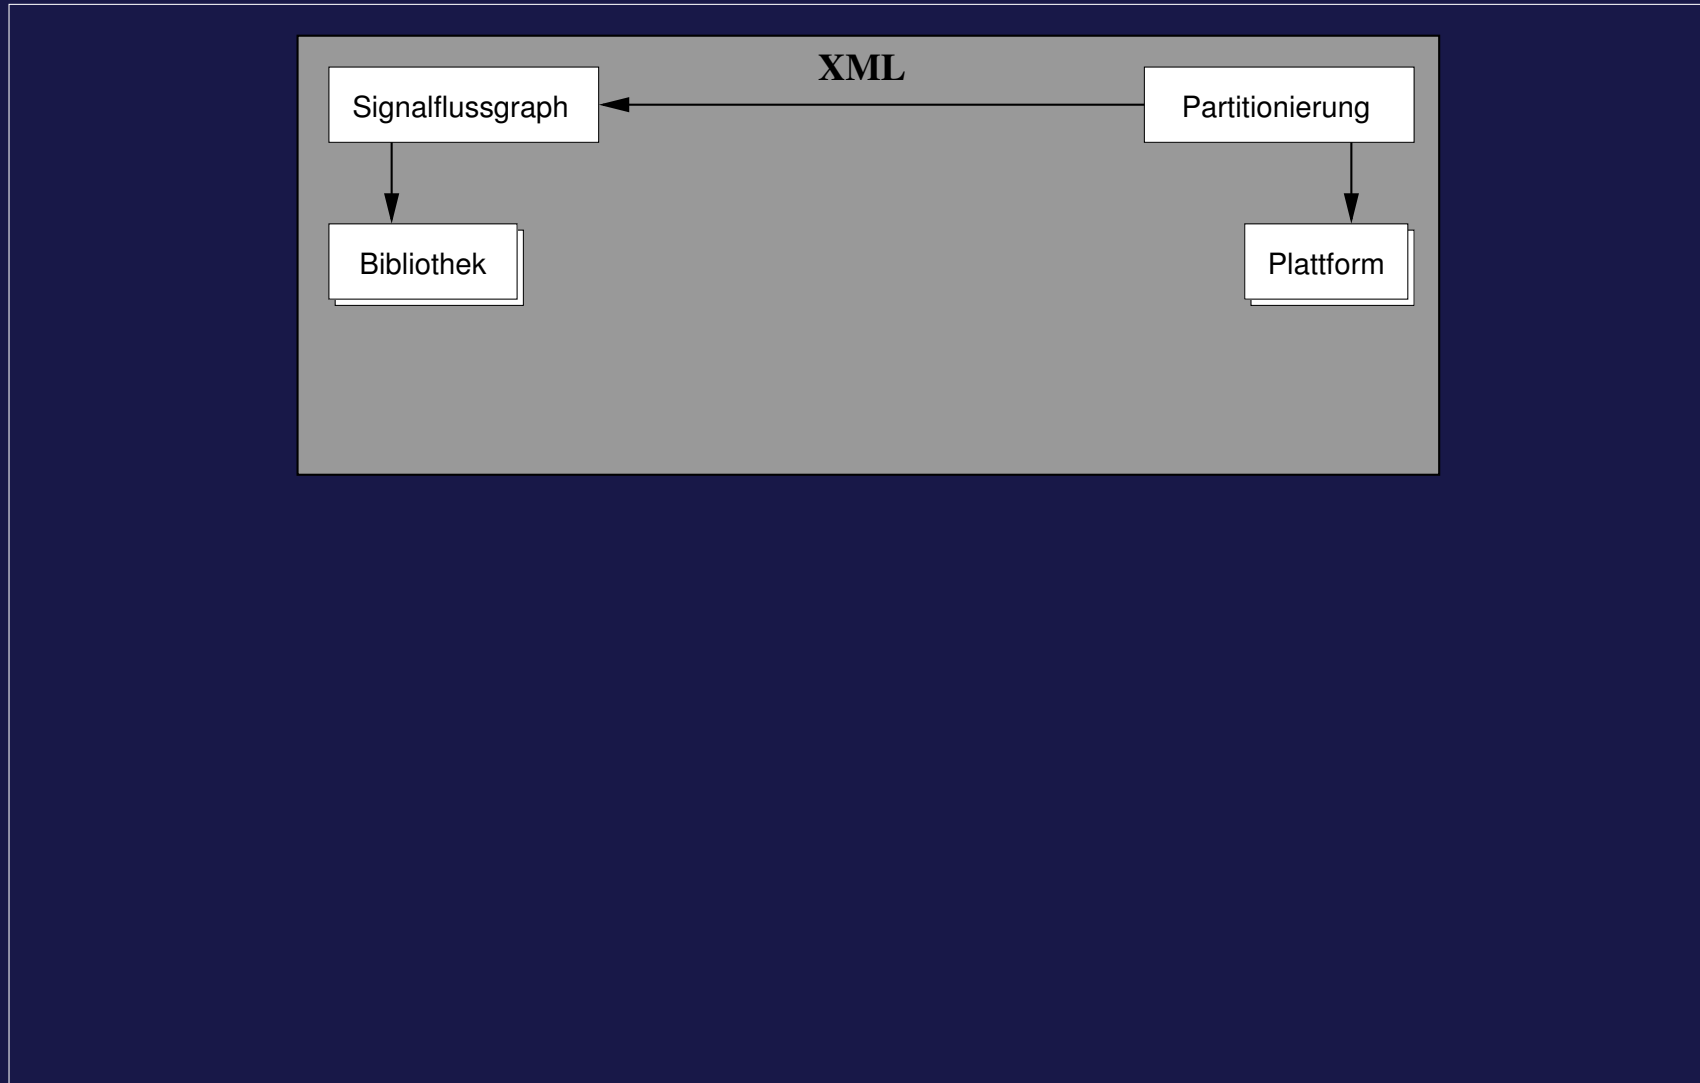 XML
Signalflussgraph
Partitionierung
Bibliothek
Plattform